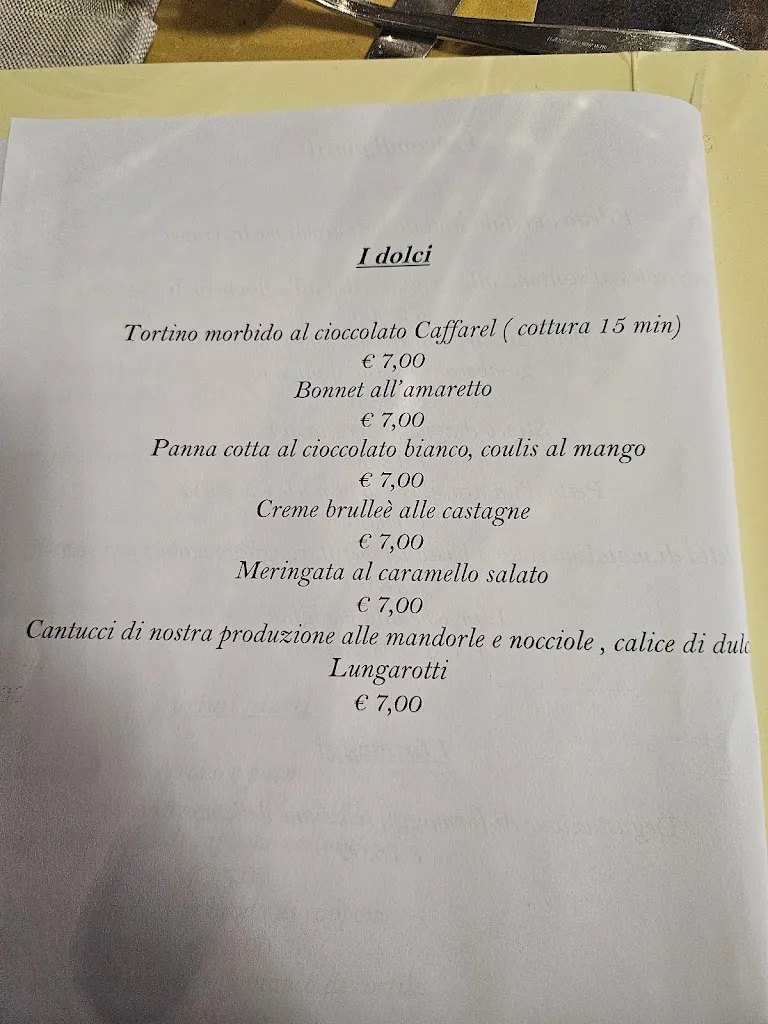 I dolci
Tortino morbido al cioccolato Caffarel ( cottura 15 min)
€ 7,00
Bonnet all'amaretto
€ 7,00
Panna cotta al cioccolato bianco, coulis al mango
€ 7,00
Creme brulleè alle castagne
€ 7,00
Meringata al caramello salato
€ 7,00
Cantucci di nostra produzione alle mandorle e nocciole , calice di
Lungarotti
€ 7,00